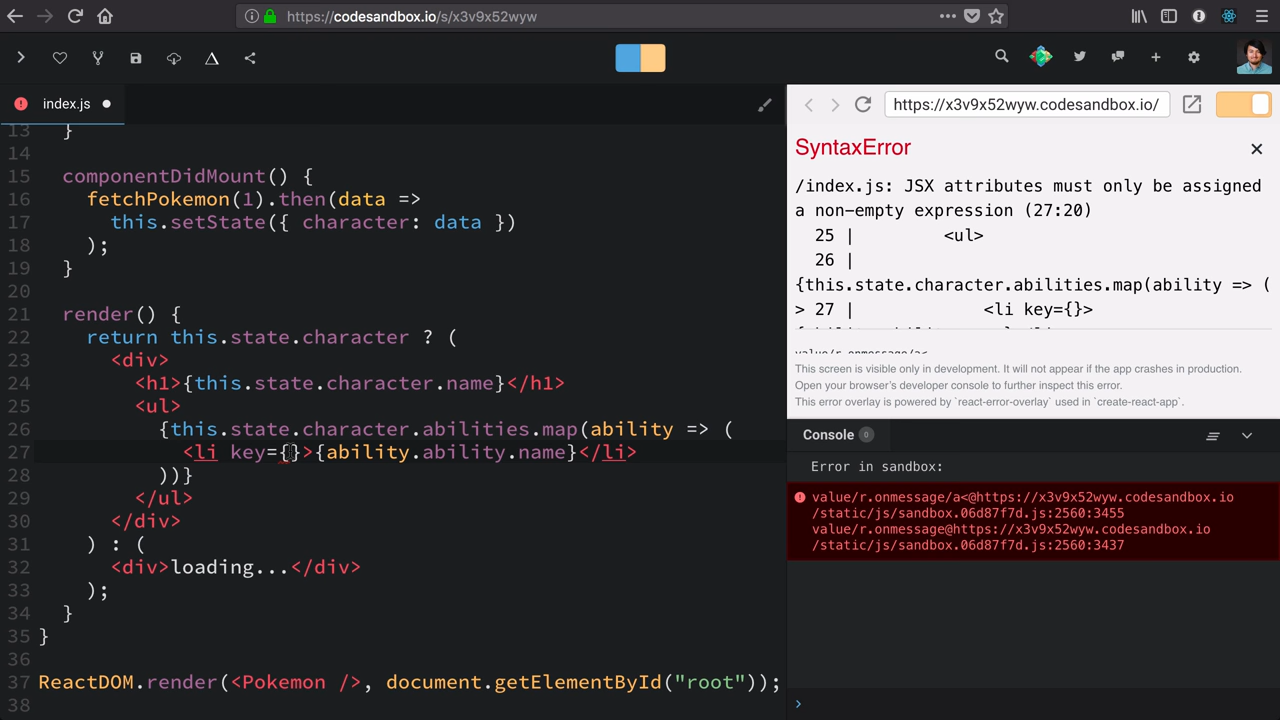 https://codesandbox.io/s/x3v9x52wyw
index.js
13   }
14
15   componentDidMount() {
16     fetchPokemon(1).then(data =>
17       this.setState({ character: data })
18     );
19   }
20
21   render() {
22     return this.state.character ? (
23       <div>
24         <h1>{this.state.character.name}</h1>
25         <ul>
26           {this.state.character.abilities.map(ability => (
27             <li key={}>{ability.ability.name}</li>
28           ))}
29         </ul>
30       </div>
31     ) : (
32       <div>loading...</div>
33     );
34   }
35 }
36
37 ReactDOM.render(<Pokemon />, document.getElementById("root"));
38
https://x3v9x52wyw.codesandbox.io/
SyntaxError
/index.js: JSX attributes must only be assigned
a non-empty expression (27:20)
25 |         <ul>
26 |
{this.state.character.abilities.map(ability => (
> 27 |             <li key={}>
This screen is visible only in development. It will not appear if the app crashes in production.
Open your browser’s developer console to further inspect this error.
This error overlay is powered by `react-error-overlay` used in `create-react-app`.
Console 0
Error in sandbox:
value/r.onmessage/a<@https://x3v9x52wyw.codesandbox.io
/static/js/sandbox.06d87f7d.js:2560:3455
value/r.onmessage@https://x3v9x52wyw.codesandbox.io
/static/js/sandbox.06d87f7d.js:2560:3437